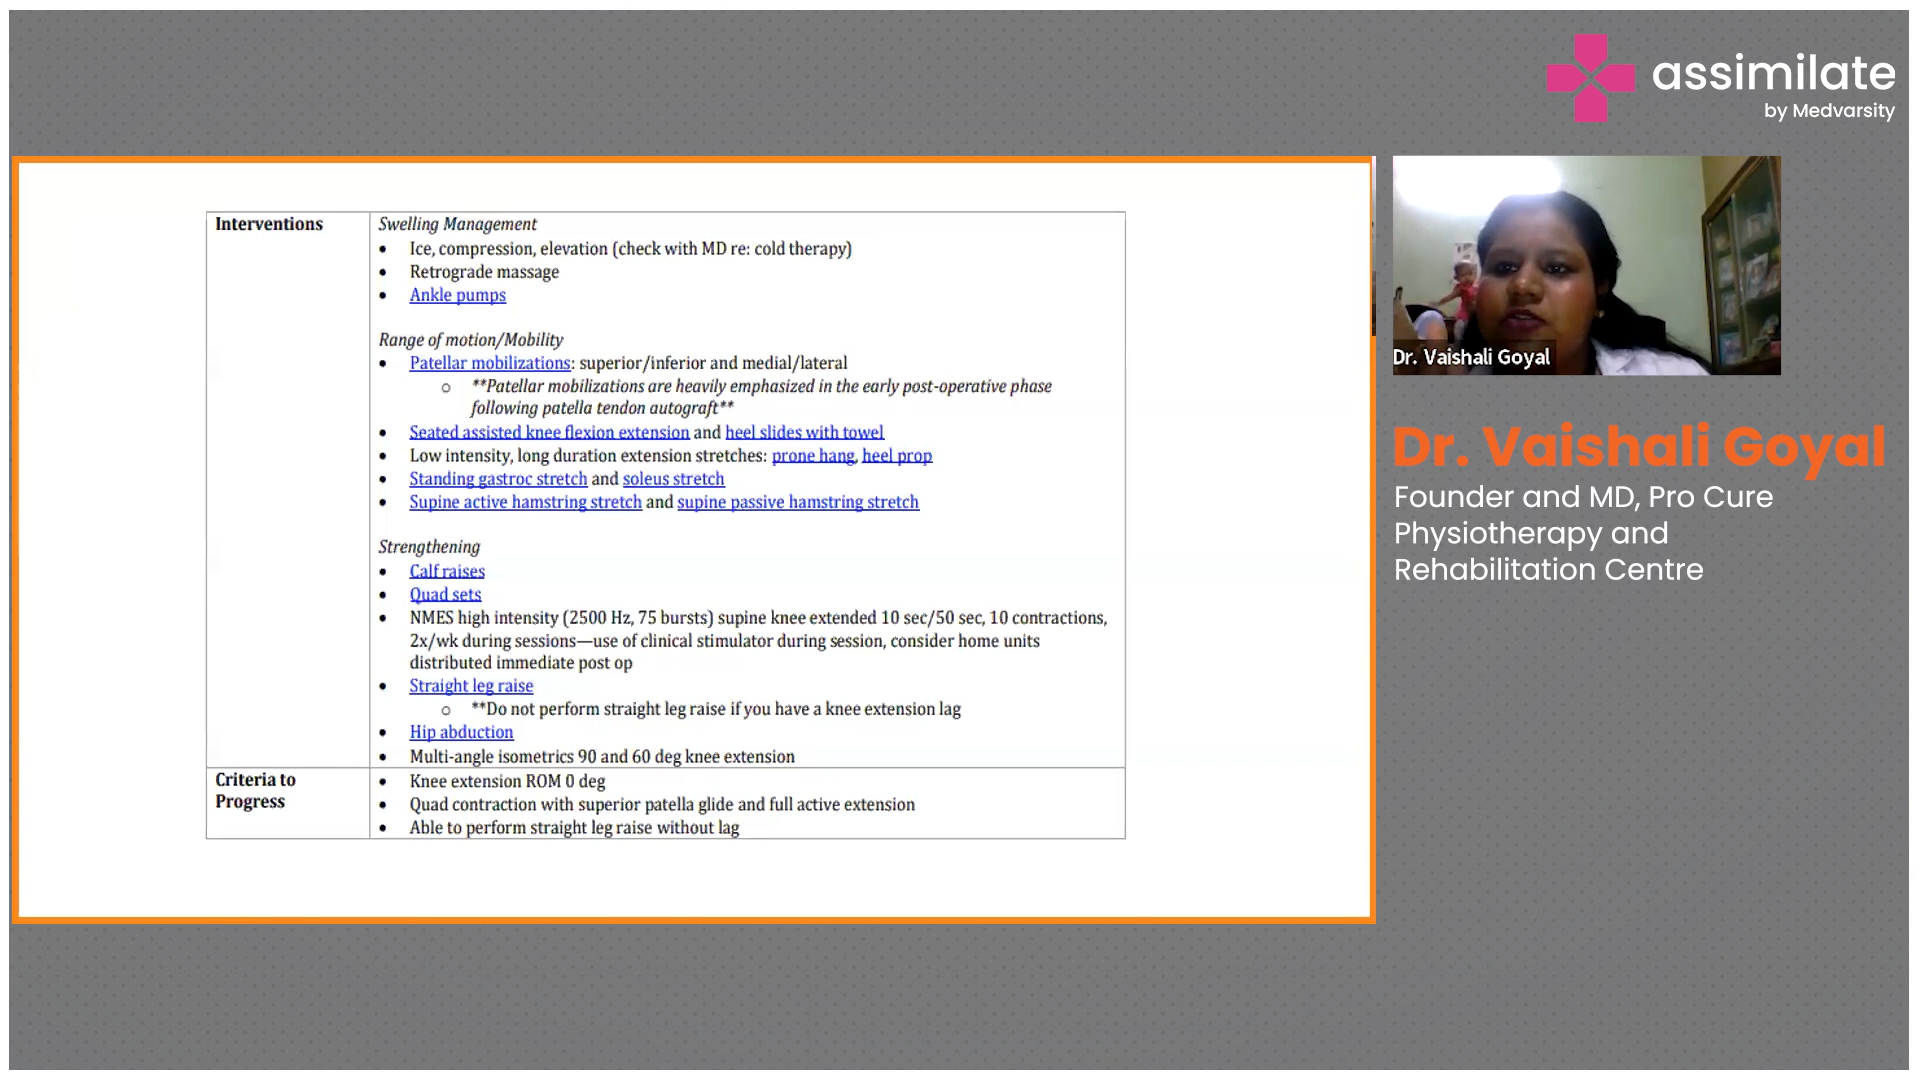 assimilate
by Medvarsity
Interventions
Swelling Management
• Ice, compression, elevation (check with MD re: cold therapy)
• Retrograde massage
• Ankle pumps
Range of motion/Mobility
• Patellar mobilizations: superior/inferior and medial/lateral
o **Patellar mobilizations are heavily emphasized in the early post-operative phase
following patella tendon autograft**
• Seated assisted knee flexion extension and heel slides with towel
• Low intensity, long duration extension stretches: prone hang, heel prop
• Standing gastroc stretch and soleus stretch
• Supine active hamstring stretch and supine passive hamstring stretch
Strengthening
• Calf raises
• Quad sets
• NMES high intensity (2500 Hz, 75 bursts) supine knee extended 10 sec/50 sec, 10 contractions,
2x/wk during sessions—use of clinical stimulator during session, consider home units
distributed immediate post op
• Straight leg raise
o **Do not perform straight leg raise if you have a knee extension lag
• Hip abduction
• Multi-angle isometrics 90 and 60 deg knee extension
Criteria to
Progress
• Knee extension ROM 0 deg
• Quad contraction with superior patella glide and full active extension
• Able to perform straight leg raise without lag
Dr. Vaishali Goyal
Dr. Vaishali Goyal
Founder and MD, Pro Cure
Physiotherapy and
Rehabilitation Centre